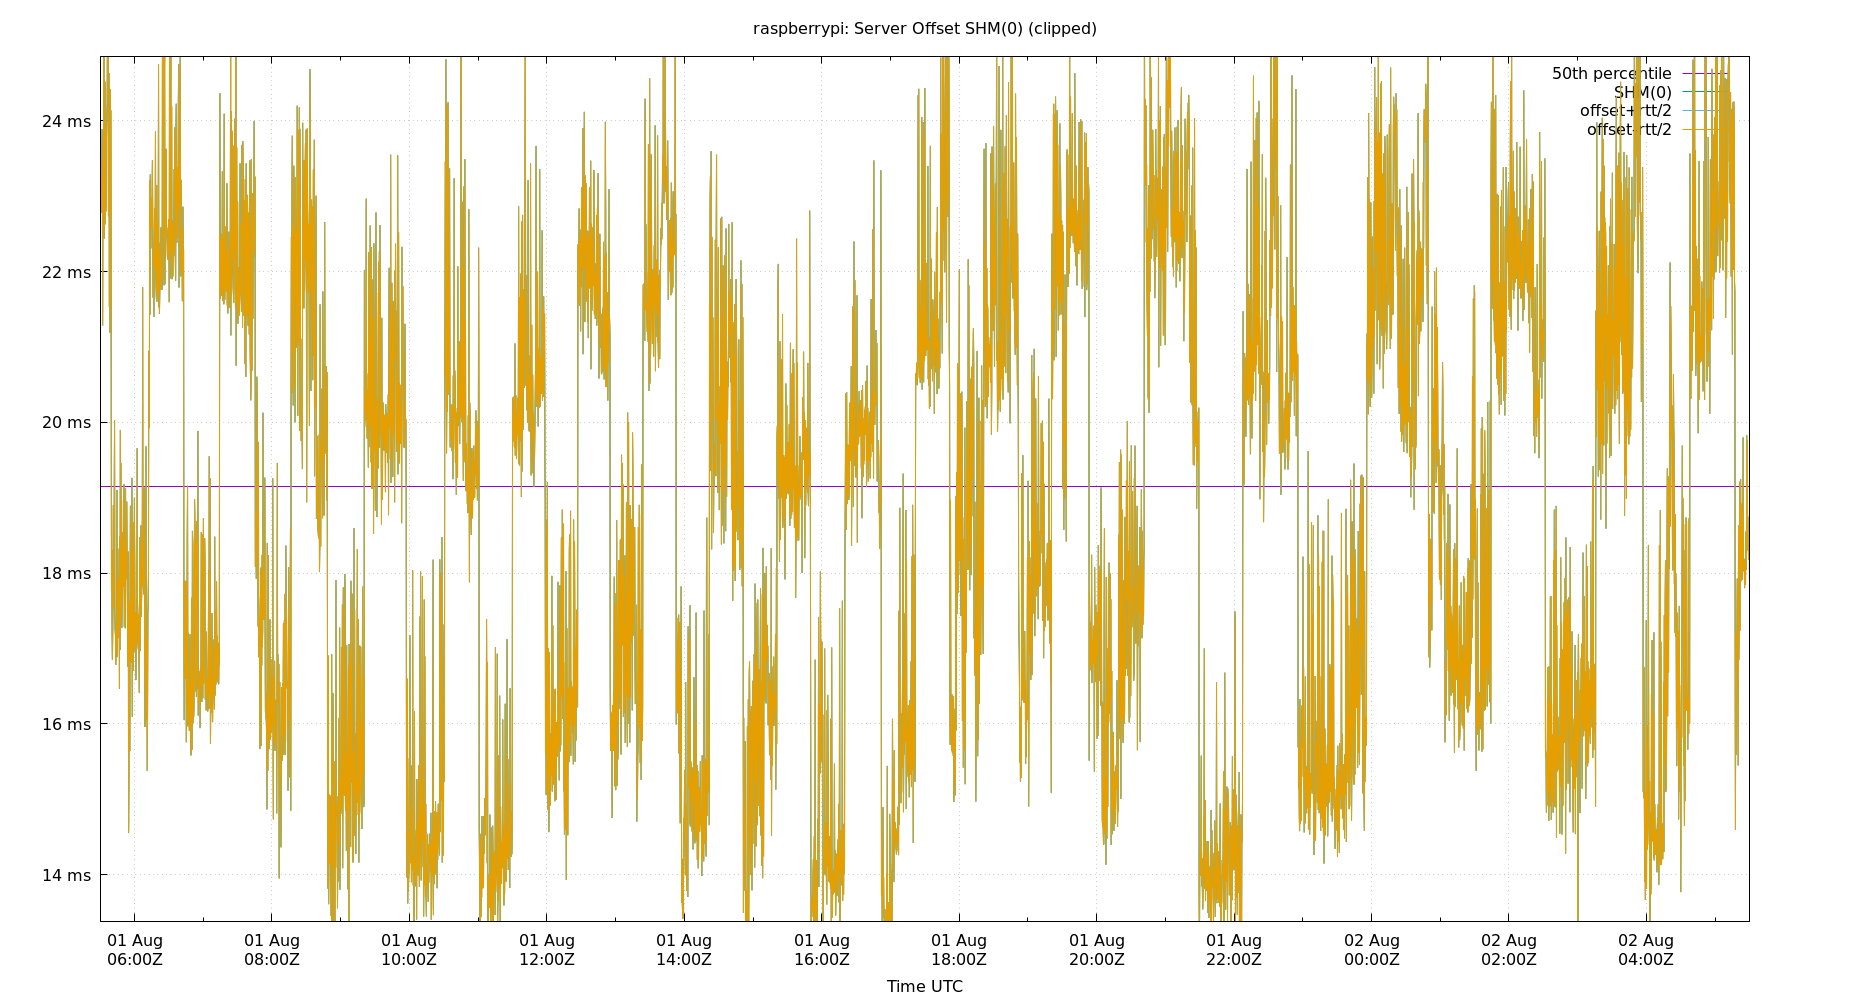 raspberrypi: Server Offset SHM(0) (clipped)
50th percentile
SHM(0)
offset+rtt/2
offset-rtt/2
24 ms
22 ms
20 ms
18 ms
16 ms
14 ms
01 Aug 01 Aug 01 Aug 01 Aug 01 Aug 01 Aug 01 Aug 01 Aug 01 Aug 02 Aug 02 Aug 02 Aug
06:00Z 08:00Z 10:00Z 12:00Z 14:00Z 16:00Z 18:00Z 20:00Z 22:00Z 00:00Z 02:00Z 04:00Z
Time UTC